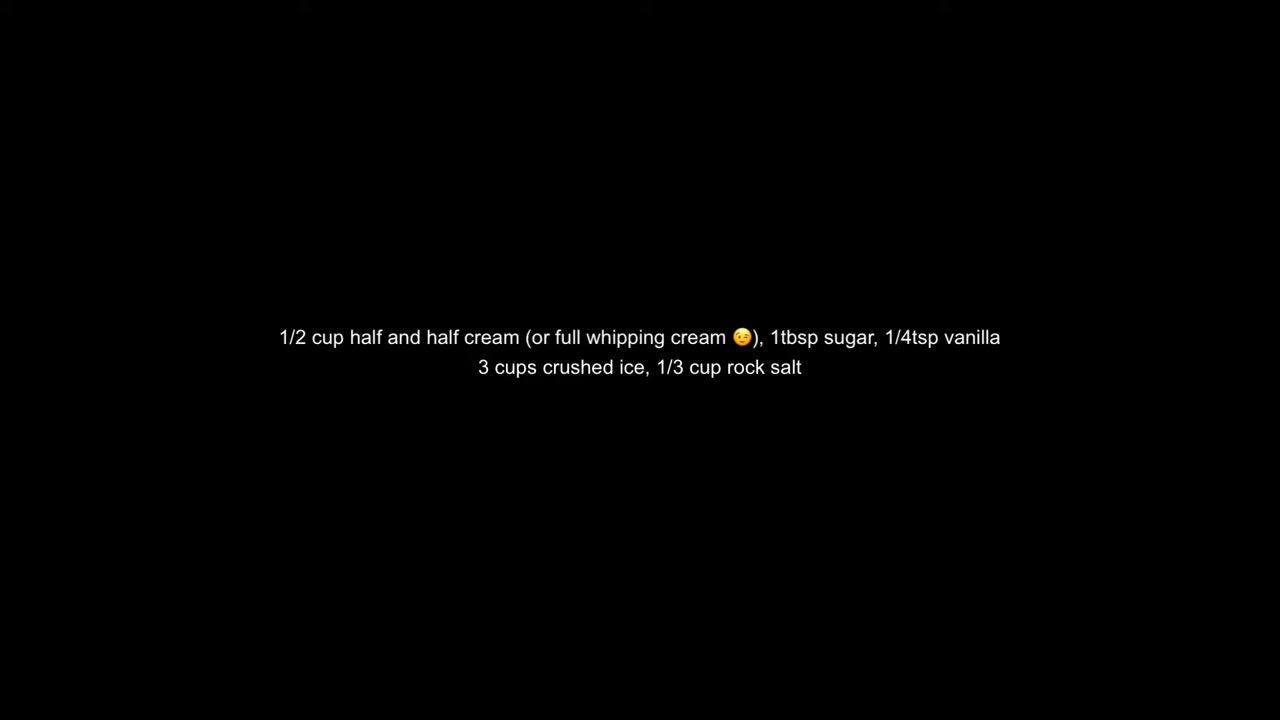 1/2 cup half and half cream (or full whipping cream 😉), 1tbsp sugar, 1/4tsp vanilla
3 cups crushed ice, 1/3 cup rock salt